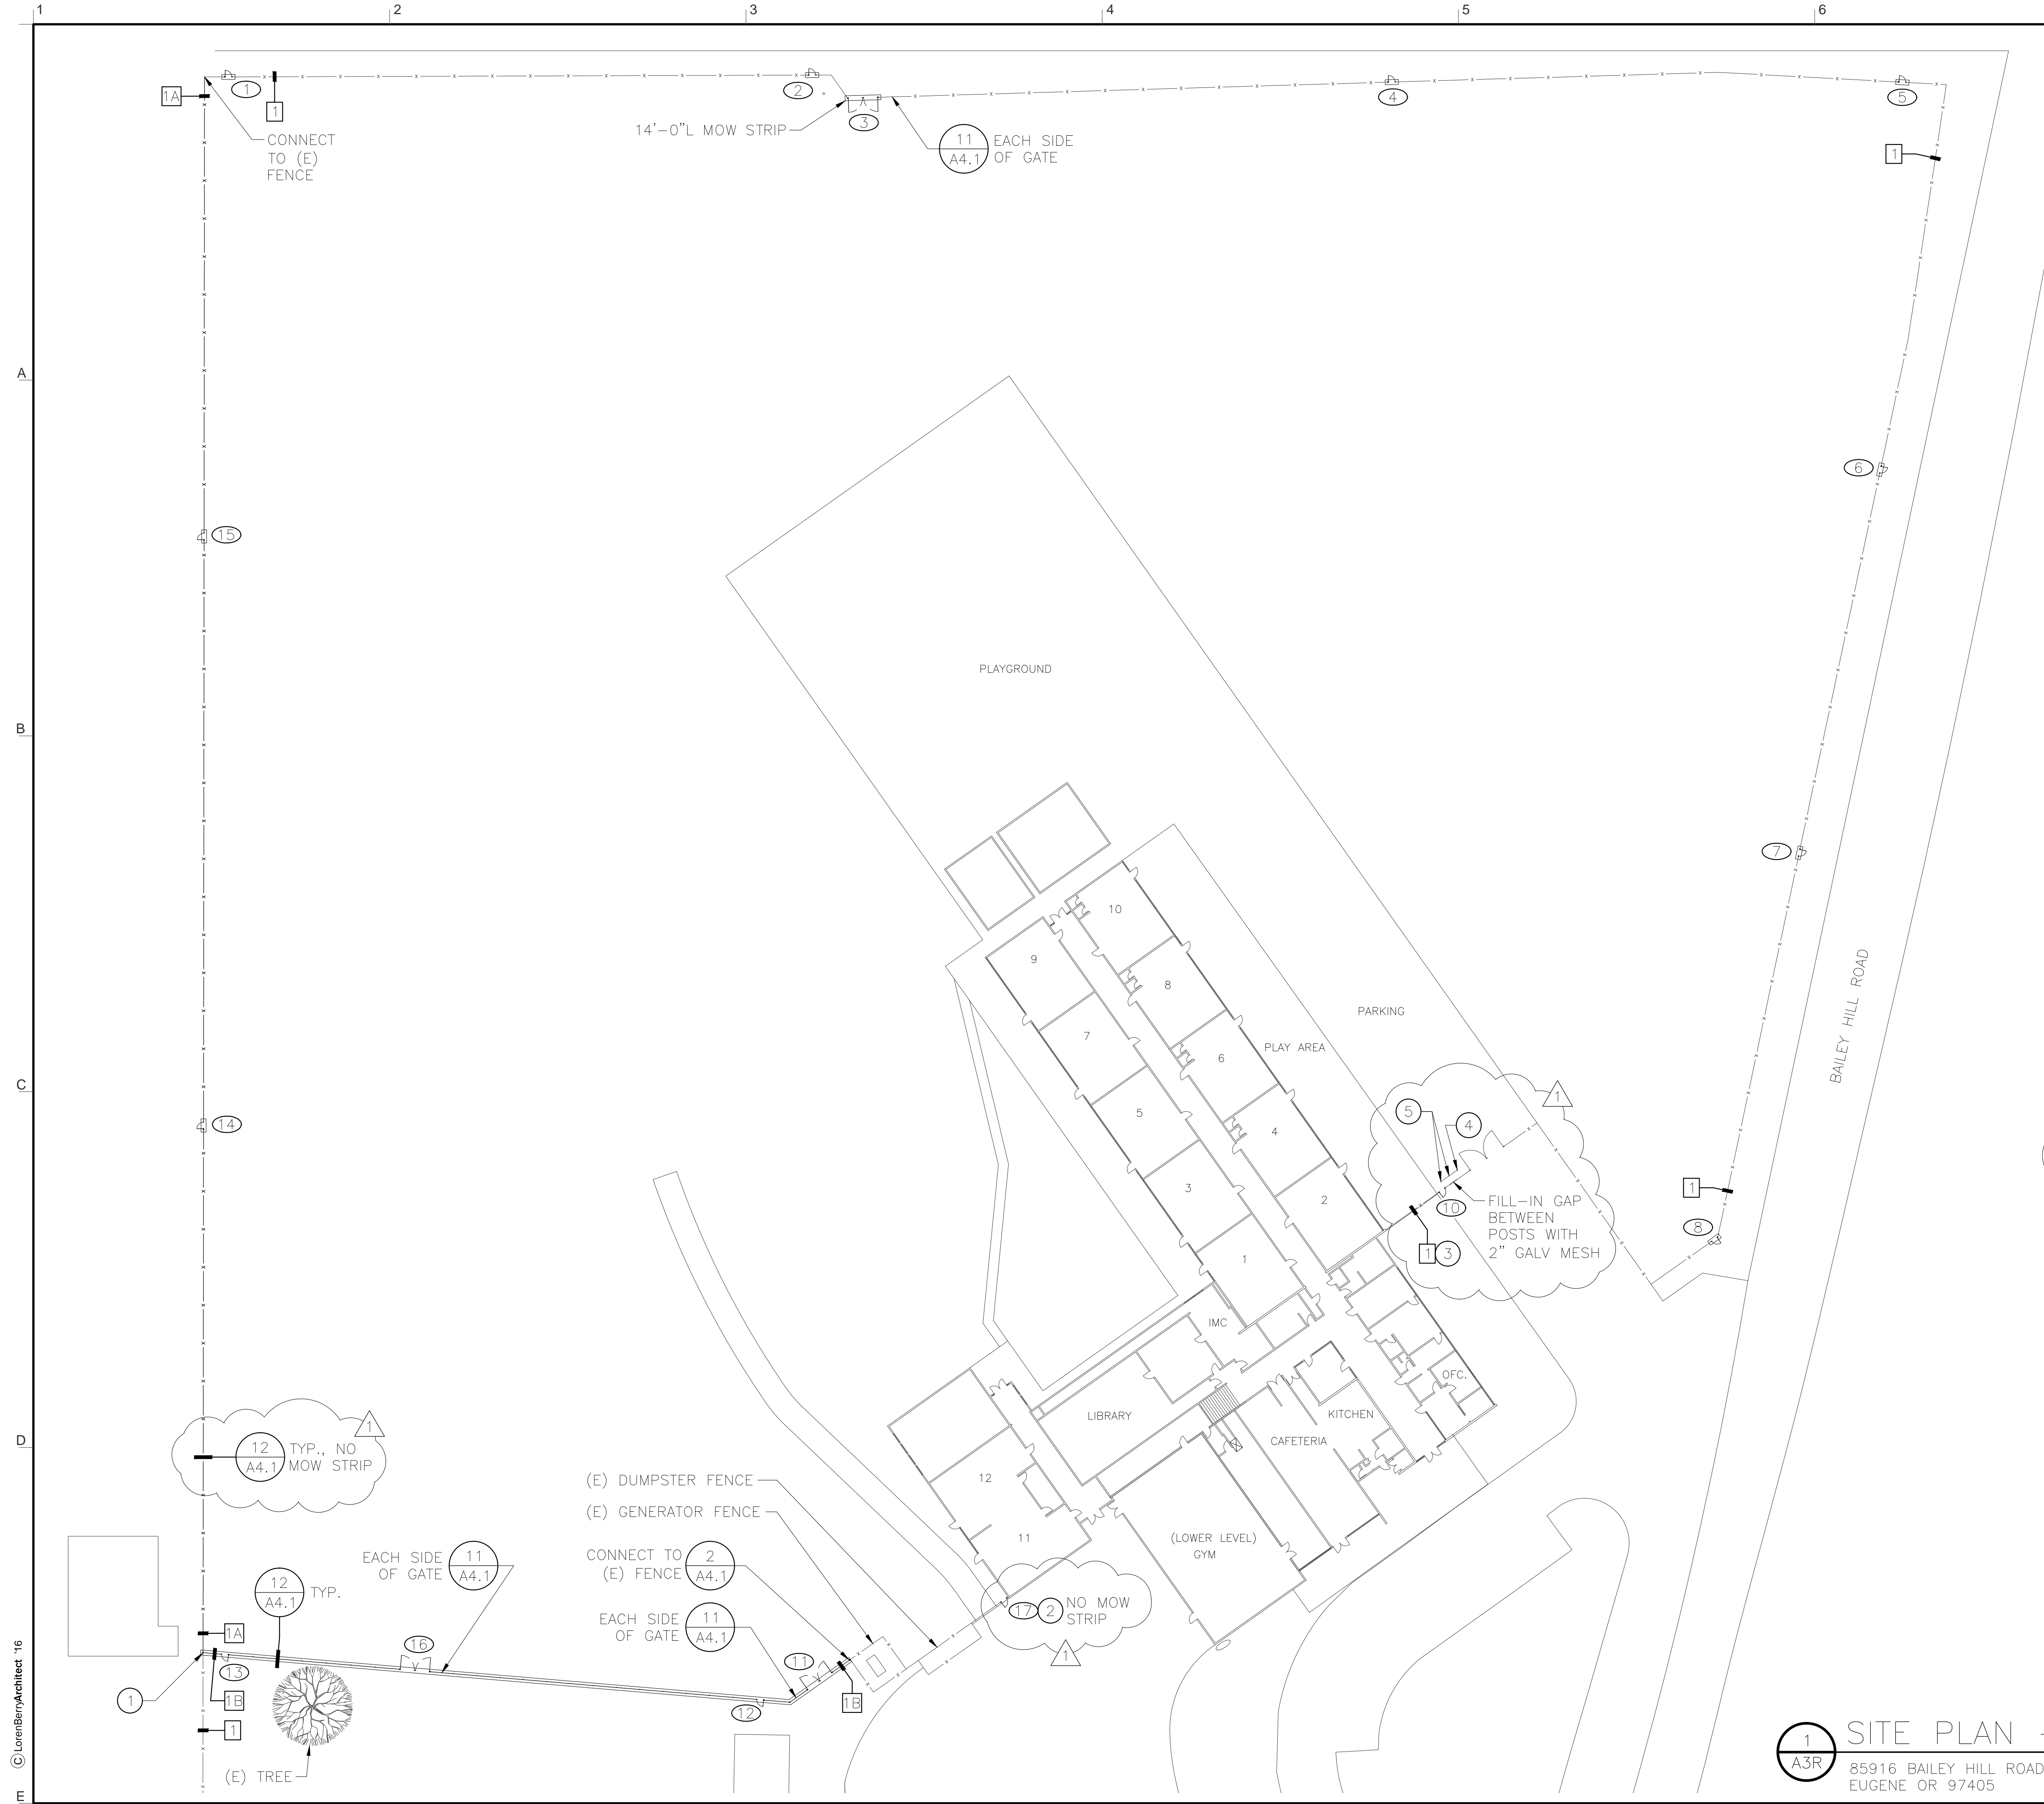 1
2
3
4
5
6
A
B
C
D
E
1A
1
1
2
3
4
5
CONNECT
TO (E)
FENCE
14'-0"L MOW STRIP
11
A4.1
EACH SIDE
OF GATE
1
6
15
PLAYGROUND
7
10
9
8
7
6
5
4
3
2
1
PARKING
PLAY AREA
BAILEY HILL ROAD
14
1
5
4
10
1
3
FILL-IN GAP
BETWEEN
POSTS WITH
2" GALV MESH
1
8
IMC
OFC.
LIBRARY
KITCHEN
CAFETERIA
12
11
(LOWER LEVEL)
GYM
1
12
A4.1
TYP., NO
MOW STRIP
(E) DUMPSTER FENCE
(E) GENERATOR FENCE
CONNECT TO
(E) FENCE
2
A4.1
EACH SIDE
OF GATE
11
A4.1
EACH SIDE
OF GATE
11
A4.1
12
A4.1
TYP.
17
2
NO MOW
STRIP
1
1A
13
16
11
12
1B
1B
1
1
(E) TREE
1
A3R
SITE PLAN -
85916 BAILEY HILL ROAD
EUGENE OR 97405
© LorenBerryArchitect '16